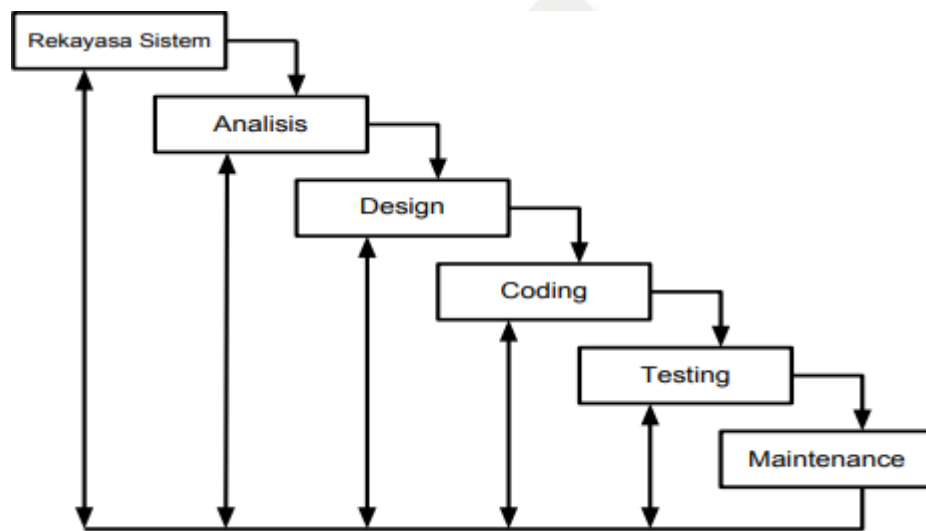 Rekayasa Sistem
Analisis
Design
Coding
Testing
Maintenance